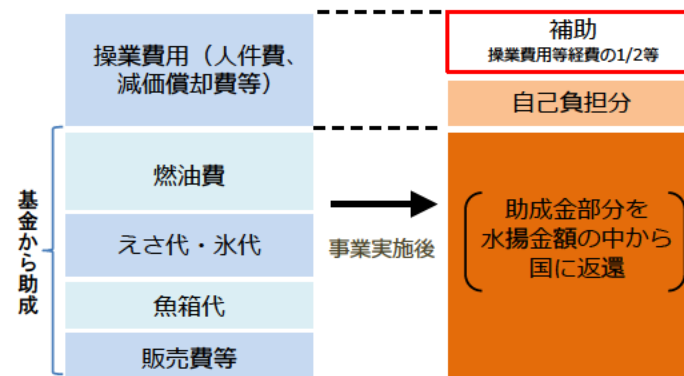 操業費用（人件費、
減価償却費等）
基金から助成
燃油費
えさ代・氷代
魚箱代
販売費等
事業実施後
補助
操業費用等経費の1/2等
自己負担分
助成金部分を
水揚金額の中から
国に返還